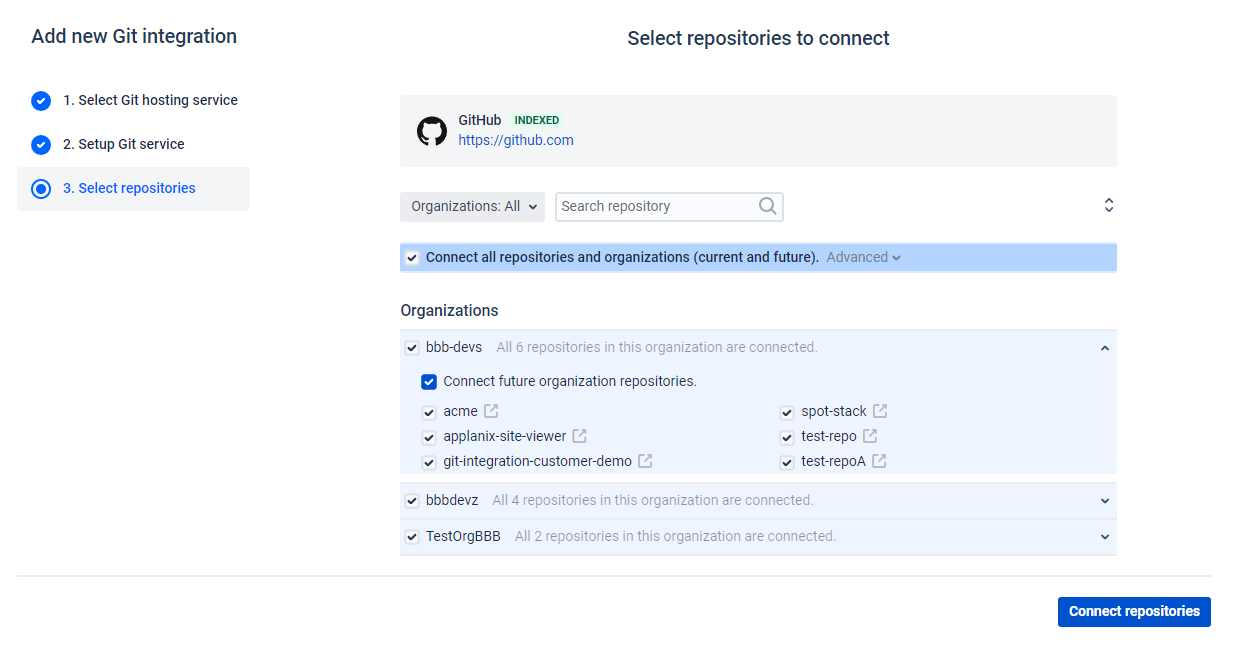 Add new Git integration
1. Select Git hosting service
2. Setup Git service
3. Select repositories
Select repositories to connect
GitHub INDEXED
https://github.com
Organizations: All
Search repository
Connect all repositories and organizations (current and future). Advanced
Organizations
bbb-devs All 6 repositories in this organization are connected.
Connect future organization repositories.
acme spot-stack
applanix-site-viewer test-repo
git-integration-customer-demo test-repoA
bbbdevz All 4 repositories in this organization are connected.
TestOrgBBB All 2 repositories in this organization are connected.
Connect repositories